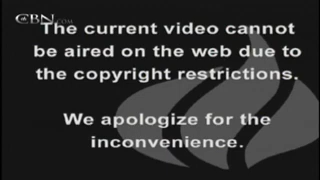 CBN.COM
The current video cannot
be aired on the web due to
the copyright restrictions.
We apologize for the
inconvenience.